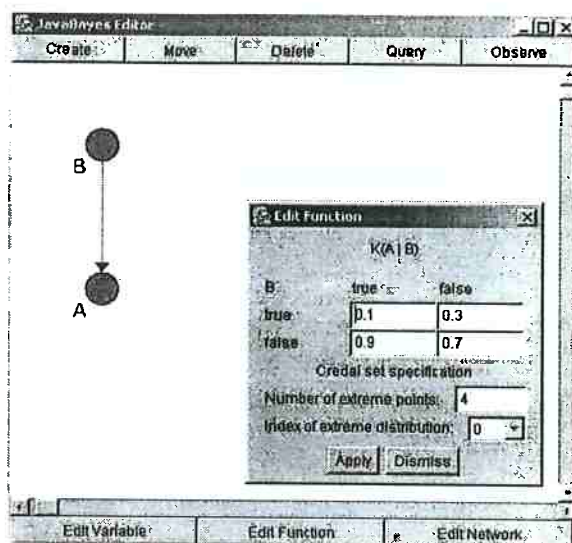 JavaBayes Editor
Create Move Delete Query Observe
B
A
Edit Function
K(A | B)
B true false
true 0.1 0.3
false 0.9 0.7
Credal set specification
Number of extreme points: 4
Index of extreme distribution: 0
Apply Dismiss
Edit Variable Edit Function Edit Network